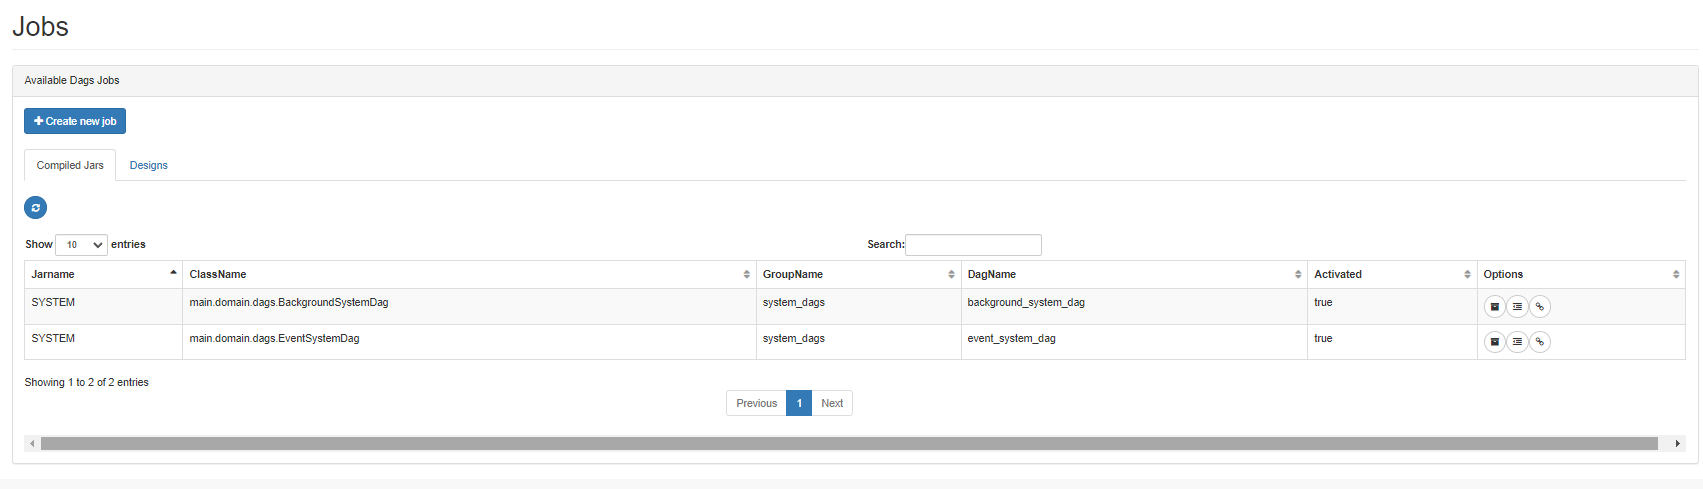 Jobs
Available Dags Jobs
Create new job
Compiled Jars Designs
Show 10 entries Search:
Jarname ClassName GroupName DagName Activated Options
SYSTEM main.domain.dags.BackgroundSystemDag system_dags background_system_dag true
SYSTEM main.domain.dags.EventSystemDag system_dags event_system_dag true
Showing 1 to 2 of 2 entries
Previous 1 Next